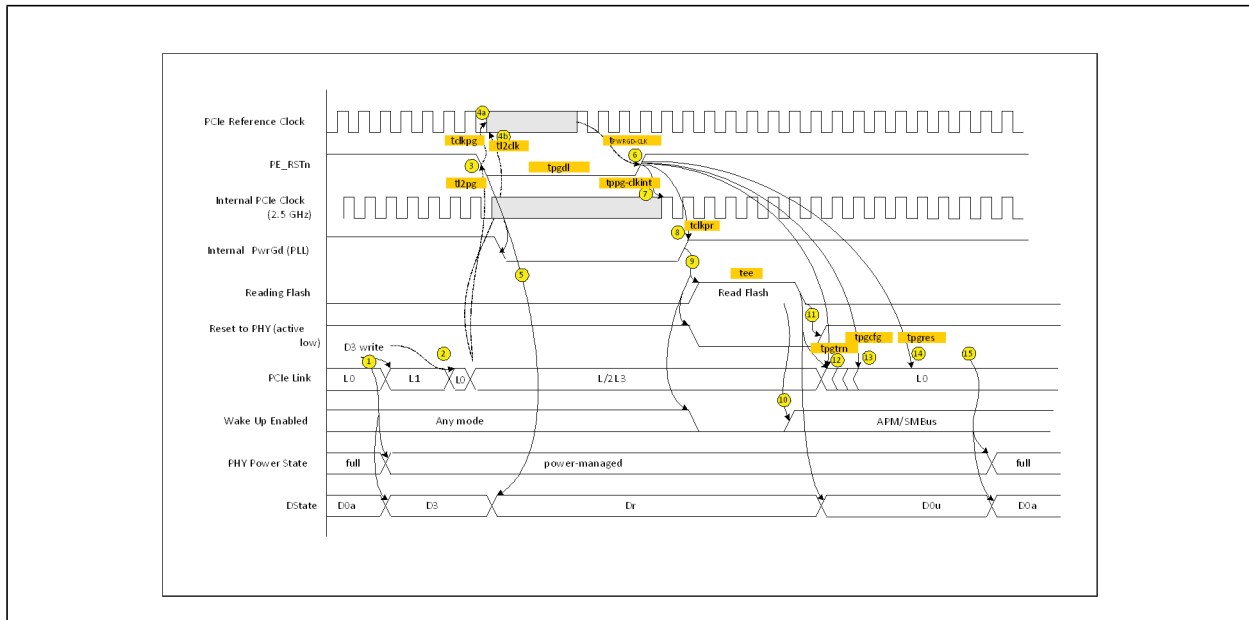 4a
PCIe Reference Clock
4b
tclkpg
tl2clk
tPWRGD-CLK
6
PE_RSTn
3
tpgdl
tl2pg
tppg-clkint
Internal PCIe Clock
(2.5 GHz)
7
tclkpr
8
Internal PwrGd (PLL)
9
5
tee
Reading Flash
Read Flash
11
Reset to PHY (active
low)
tpgcfg
tpgres
D3 write
tpgtrn
1
2
12
13
14
15
PCIe Link
L0
L1
L0
L/2L3
L0
10
Wake Up Enabled
Any mode
APM/SMBus
PHY Power State
full
power-managed
full
DState
D0a
D3
Dr
D0u
D0a